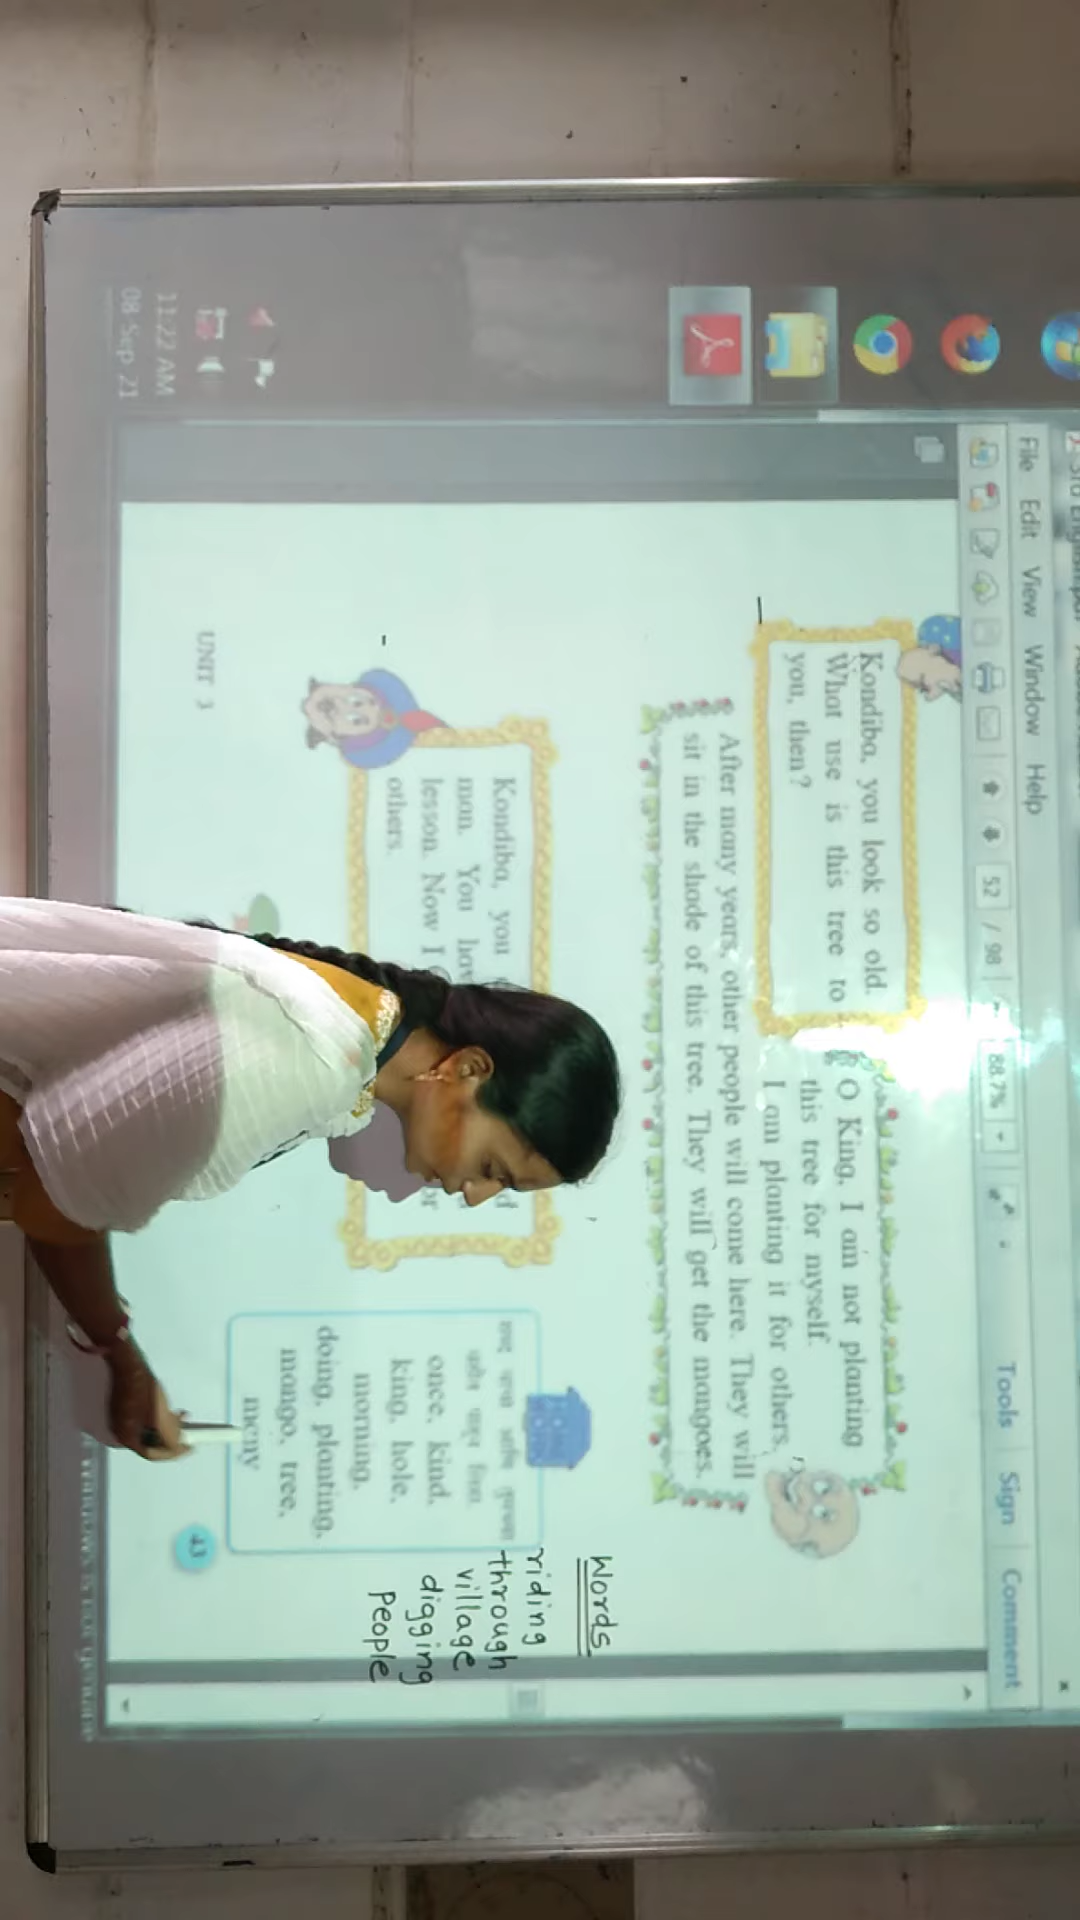 File Edit View Window Help
52 / 98
88.7%
Tools Sign Comment
Kondiba, you look so old.
What use is this tree to
you, then?
O King, I am not planting
this tree for myself.
I am planting it for others.
After many years, other people will come here. They will
sit in the shade of this tree. They will get the mangoes.
Kondiba, you
man. You
lesson. Now I
others.
once, kind,
king, hole,
morning,
doing, planting,
mango, tree,
many
Words
riding
through
village
digging
People
UNIT 3
43
11:22 AM
08-Sep-21